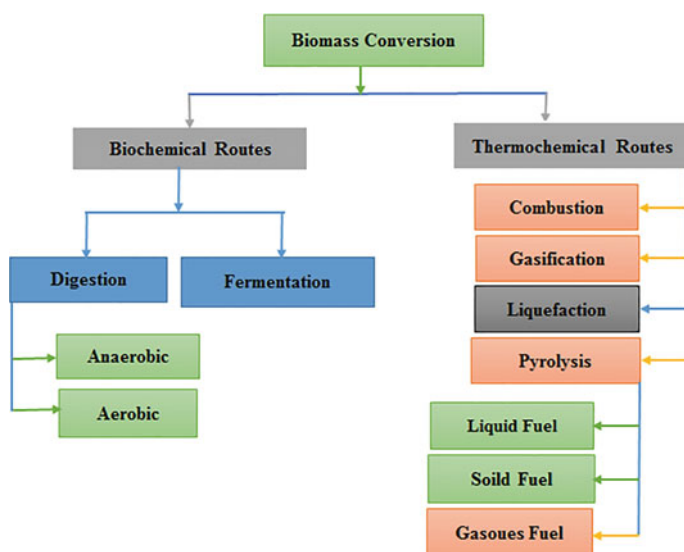 Biomass Conversion
Biochemical Routes
Thermochemical Routes
Digestion
Fermentation
Anaerobic
Aerobic
Combustion
Gasification
Liquefaction
Pyrolysis
Liquid Fuel
Soild Fuel
Gasoues Fuel